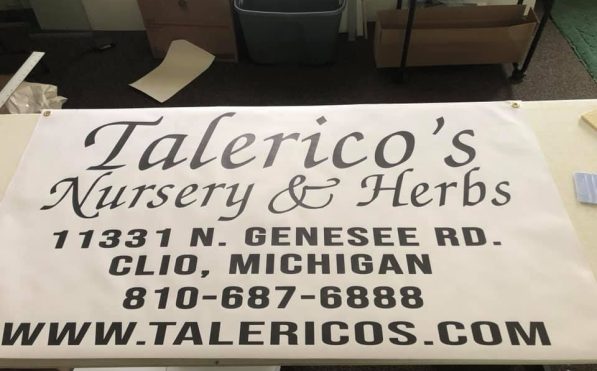 Talerico's
Nursery & Herbs
11331 N. GENESEE RD.
CLIO, MICHIGAN
810-687-6888
WWW.TALERICOS.COM